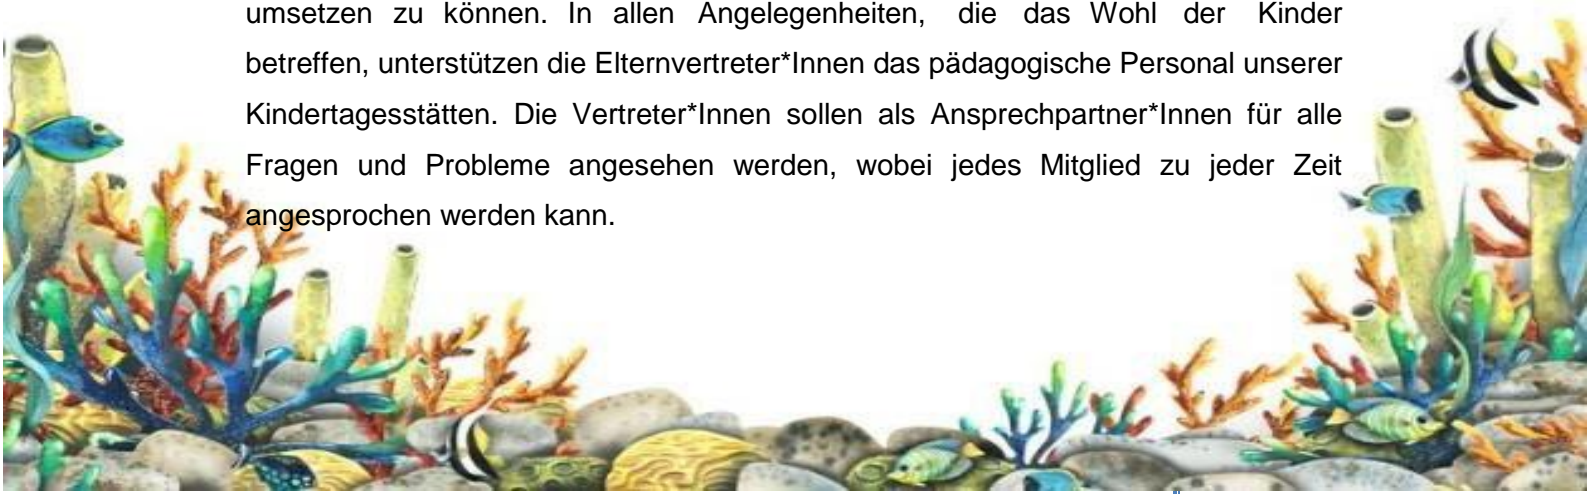 umsetzen zu können. In allen Angelegenheiten, die das Wohl der Kinder
betreffen, unterstützen die Elternvertreter*Innen das pädagogische Personal unserer
Kindertagesstätten. Die Vertreter*Innen sollen als Ansprechpartner*Innen für alle
Fragen und Probleme angesehen werden, wobei jedes Mitglied zu jeder Zeit
angesprochen werden kann.